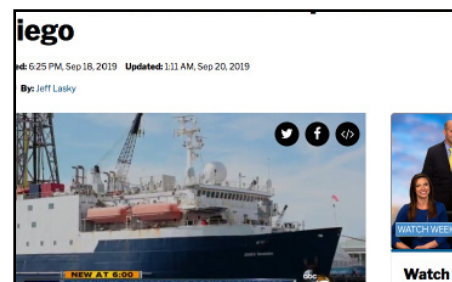 iego
ed: 6:25 PM, Sep 18, 2019 Updated: 1:11 AM, Sep 20, 2019
By: Jeff Lasky
</>
NEW AT 6:00
abc
WATCH WEEK
Watch